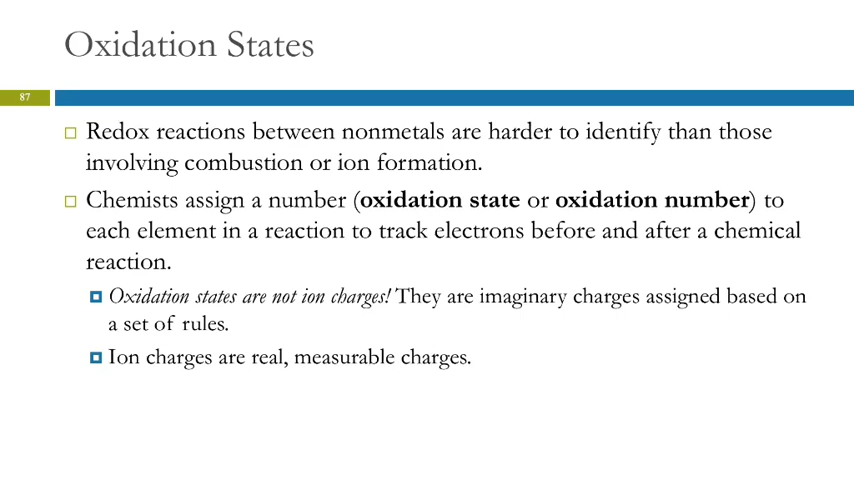 Oxidation States
87
Redox reactions between nonmetals are harder to identify than those
involving combustion or ion formation.
Chemists assign a number (oxidation state or oxidation number) to
each element in a reaction to track electrons before and after a chemical
reaction.
Oxidation states are not ion charges! They are imaginary charges assigned based on
a set of rules.
Ion charges are real, measurable charges.